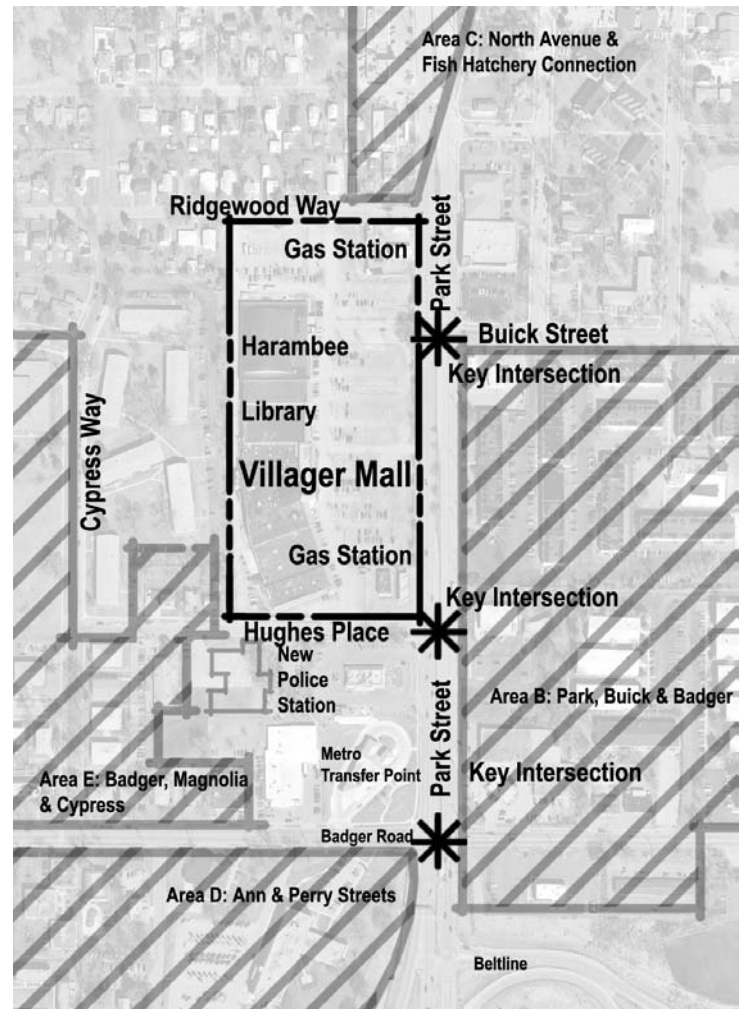 Area C: North Avenue &
Fish Hatchery Connection
Ridgewood Way
Gas Station
Park Street
Buick Street
Key Intersection
Harambee
Library
Cypress Way
Villager Mall
Gas Station
Key Intersection
Hughes Place
New
Police
Station
Park Street
Area B: Park, Buick & Badger
Metro
Transfer Point
Key Intersection
Area E: Badger, Magnolia
& Cypress
Badger Road
Area D: Ann & Perry Streets
Beltline